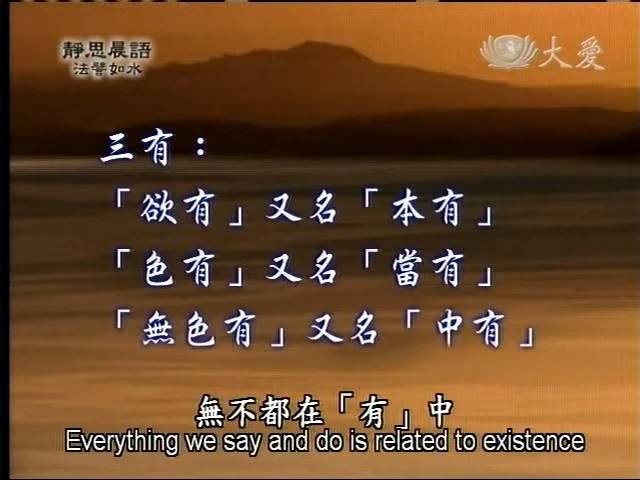 靜思晨語
法譬如水
大愛
三有：
「欲有」又名「本有」
「色有」又名「當有」
「無色有」又名「中有」
無不都在「有」中
Everything we say and do is related to existence